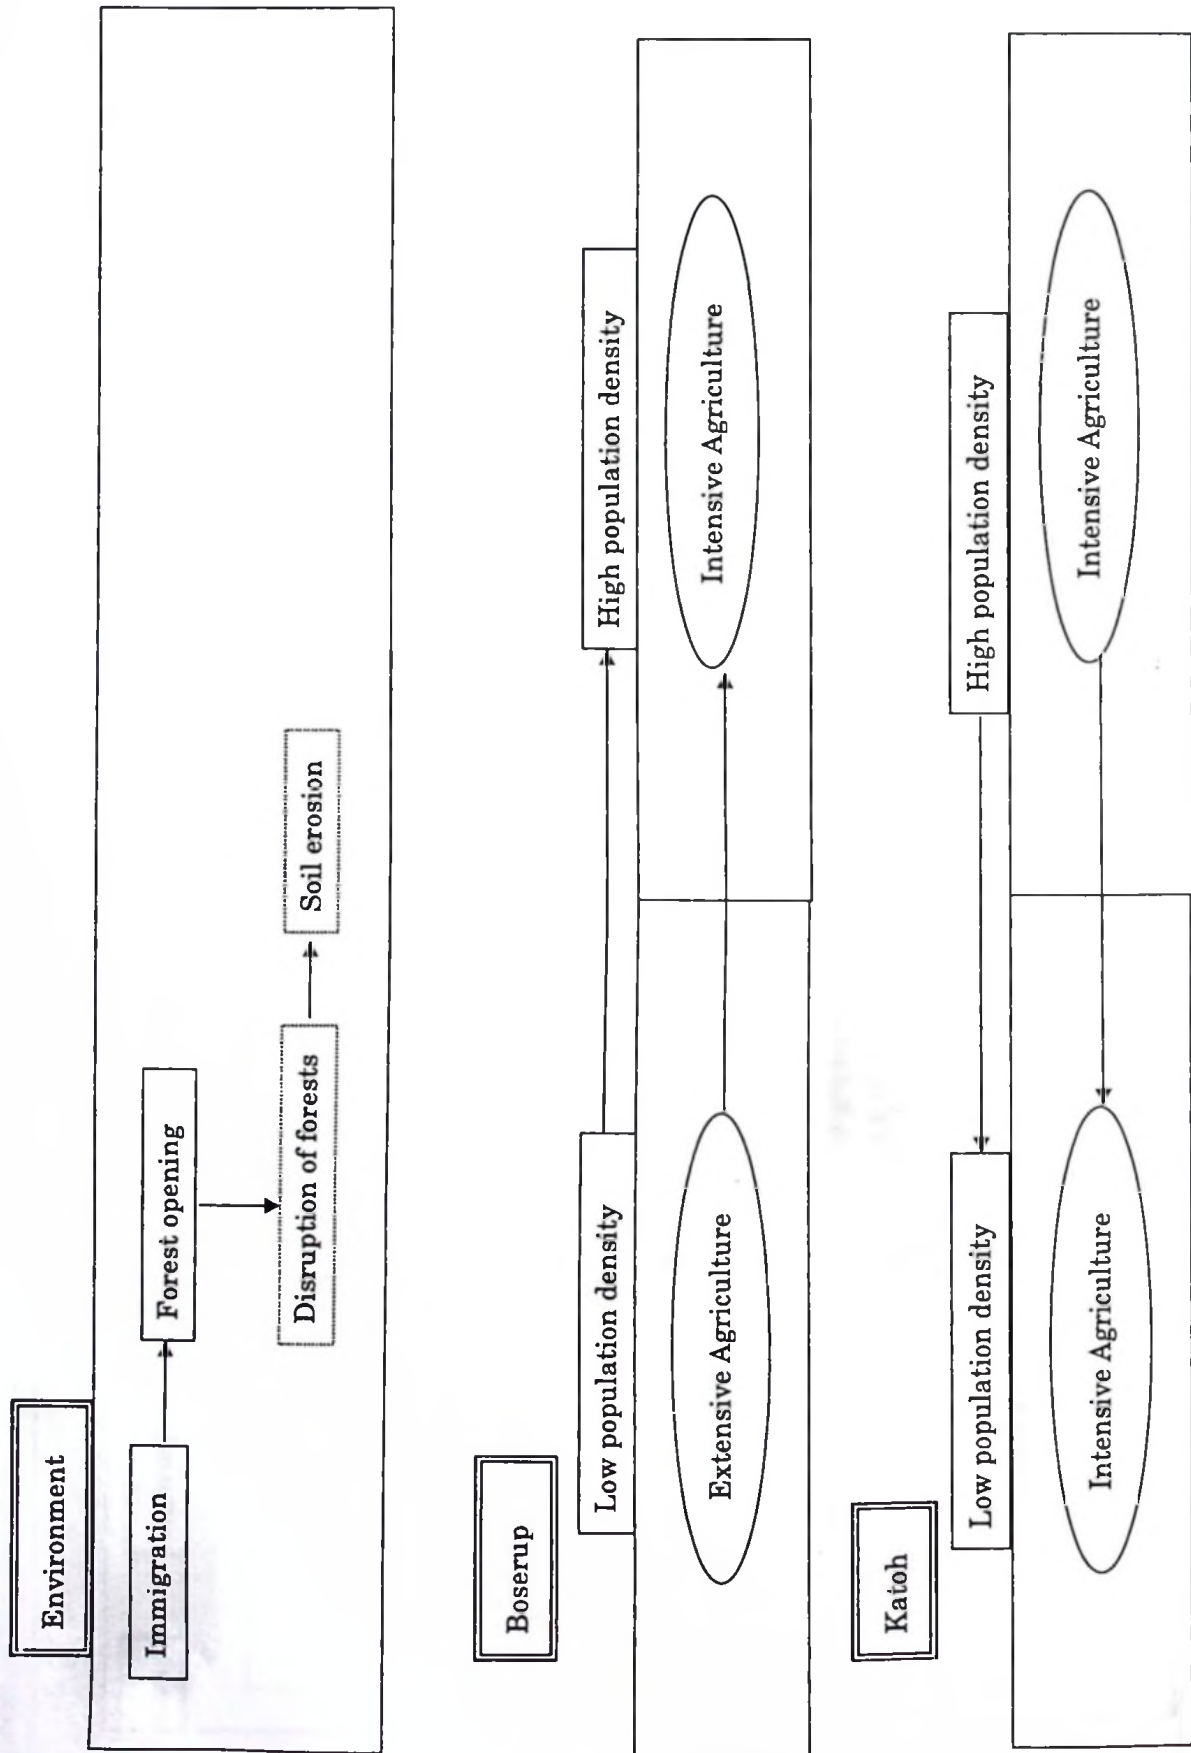 Environment
Immigration
Forest opening
Disruption of forests
Soil erosion
Boserup
Low population density
High population density
Extensive Agriculture
Intensive Agriculture
Katoh
Low population density
High population density
Intensive Agriculture
Intensive Agriculture